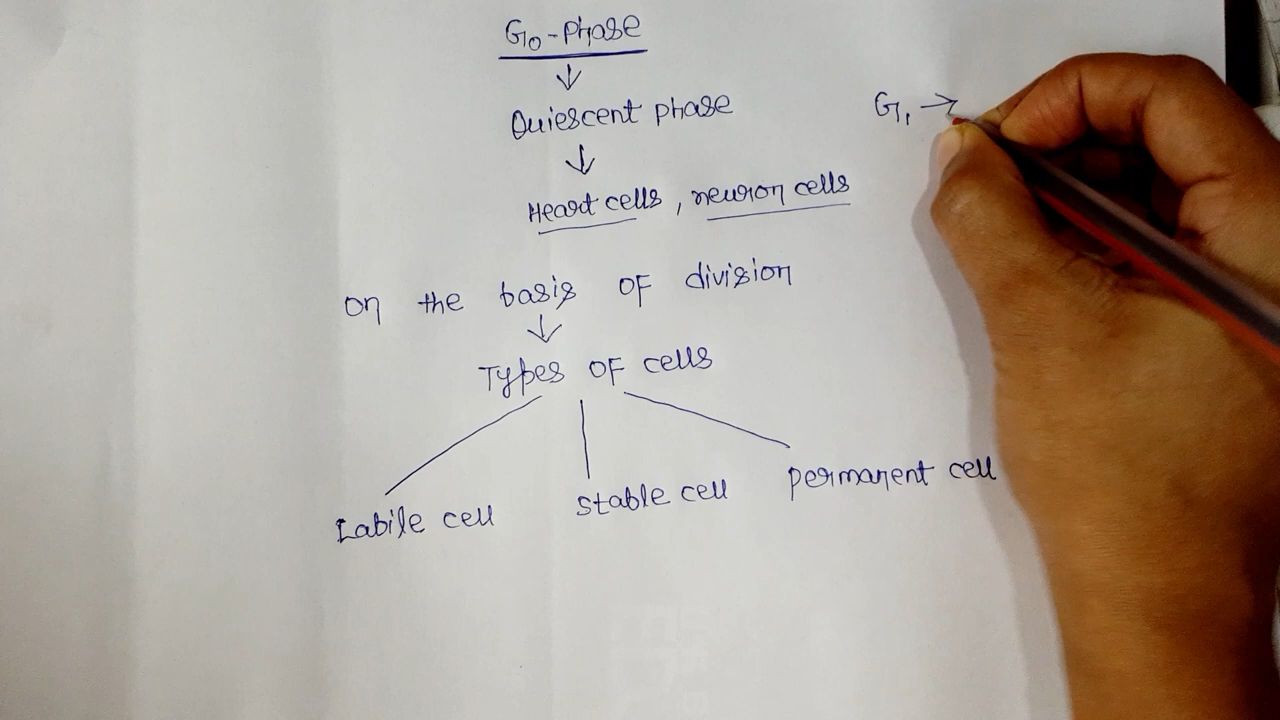 G0-Phase
↓
Quiescent phase
G1 →
↓
Heart cells, neuron cells
on the basis OF division
↓
Types OF cells
Labile cell
stable cell
permanent cell